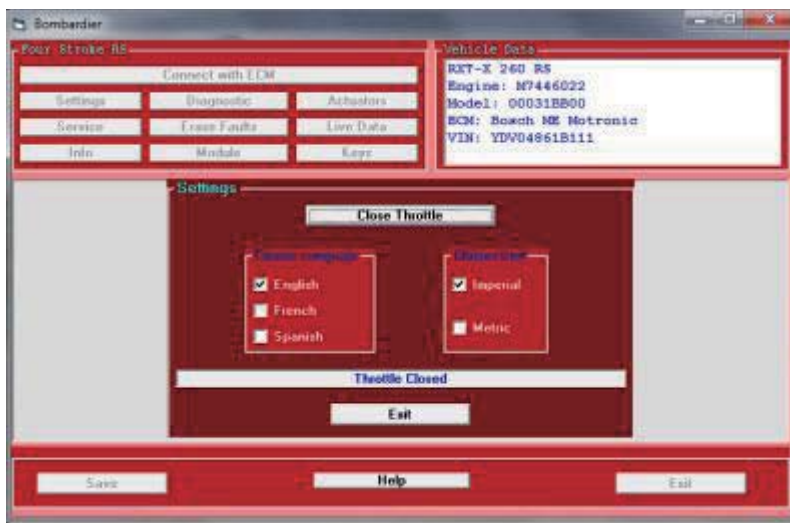 Bombardier
Four Stroke RS
Connect with ECM
Settings
Diagnostic
Actuators
Service
Erase Faults
Live Data
Info
Module
Keys
Vehicle Data
RXT-X 260 RS
Engine: M7446022
Model: 00031BB00
ECM: Bosch ME Motronic
VIN: YDV04861B111
Settings
Close Throttle
English
French
Spanish
Imperial
Metric
Throttle Closed
Exit
Save
Help
Exit